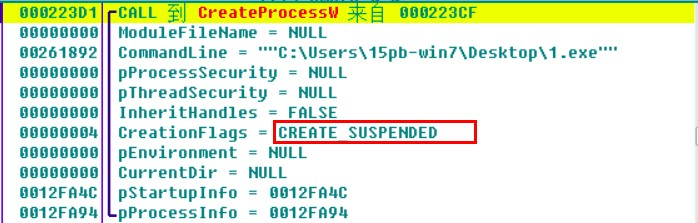 000223D1 CALL 到 CreateProcessW 来自 000223CF
00000000 ModuleFileName = NULL
00261892 CommandLine = ""C:\Users\15pb-win7\Desktop\1.exe""
00000000 pProcessSecurity = NULL
00000000 pThreadSecurity = NULL
00000000 InheritHandles = FALSE
00000004 CreationFlags = CREATE_SUSPENDED
00000000 pEnvironment = NULL
00000000 CurrentDir = NULL
0012FA4C pStartupInfo = 0012FA4C
0012FA94 pProcessInfo = 0012FA94